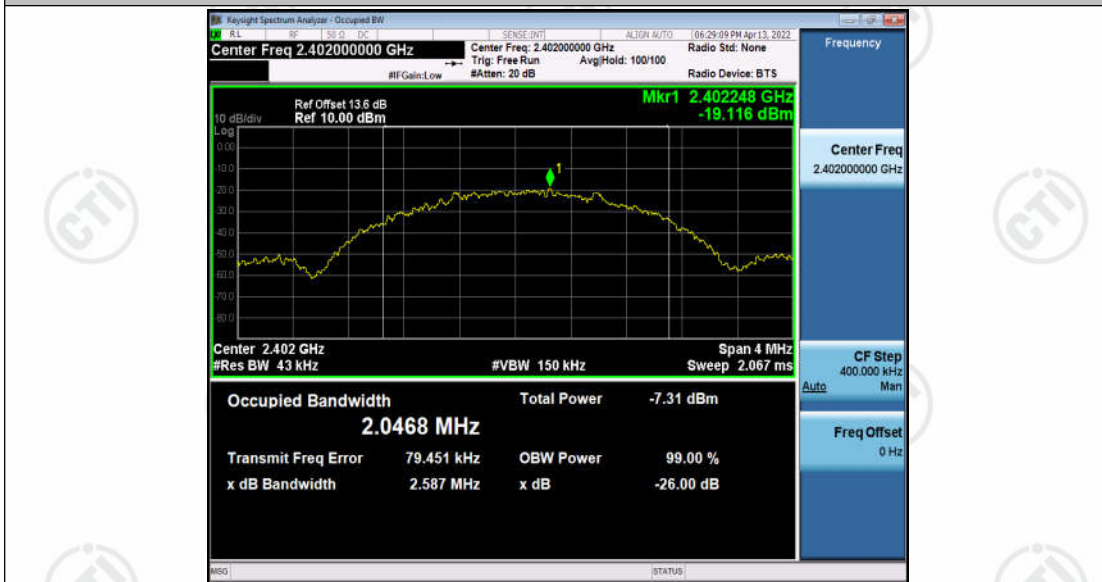 Keysight Spectrum Analyzer - Occupied BW
RL RF 50 Ω DC SENSE:INT ALIGN AUTO 06:29:09 PM Apr 13, 2022
Center Freq 2.402000000 GHz
Center Freq: 2.402000000 GHz
Radio Std: None
Trig: Free Run Avg|Hold: 100/100
#IFGain:Low #Atten: 20 dB Radio Device: BTS
Frequency
Mkr1 2.402248 GHz
-19.116 dBm
Ref Offset 13.6 dB
10 dB/div Ref 10.00 dBm
Log
0.00
-10.0
-20.0
-30.0
-40.0
-50.0
-60.0
-70.0
-80.0
1
Center 2.402 GHz Span 4 MHz
#Res BW 43 kHz #VBW 150 kHz Sweep 2.067 ms
Occupied Bandwidth Total Power -7.31 dBm
2.0468 MHz
Transmit Freq Error 79.451 kHz OBW Power 99.00 %
x dB Bandwidth 2.587 MHz x dB -26.00 dB
Center Freq
2.402000000 GHz
CF Step
400.000 kHz
Auto Man
Freq Offset
0 Hz
MSG STATUS
CTI
CTI